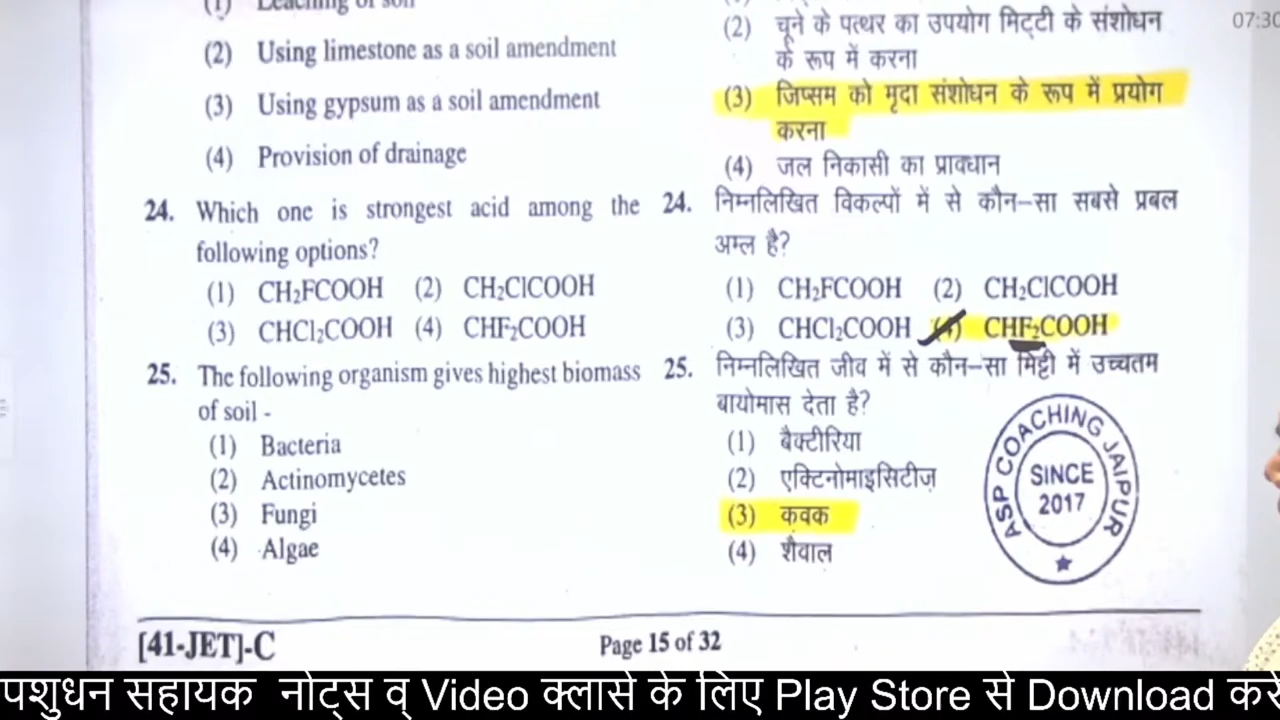 (1) Leaching of soil
(2) Using limestone as a soil amendment
(3) Using gypsum as a soil amendment
(4) Provision of drainage
24. Which one is strongest acid among the
following options?
(1) CH₂FCOOH (2) CH₂ClCOOH
(3) CHCl₂COOH (4) CHF₂COOH
25. The following organism gives highest biomass
of soil -
(1) Bacteria
(2) Actinomycetes
(3) Fungi
(4) Algae
(2) चूने के पत्थर का उपयोग मिट्टी के संशोधन
के रूप में करना
(3) जिप्सम को मृदा संशोधन के रूप में प्रयोग
करना
(4) जल निकासी का प्रावधान
24. निम्नलिखित विकल्पों में से कौन-सा सबसे प्रबल
अम्ल है?
(1) CH₂FCOOH (2) CH₂ClCOOH
(3) CHCl₂COOH (4) CHF₂COOH
25. निम्नलिखित जीव में से कौन-सा मिट्टी में उच्चतम
बायोमास देता है?
(1) बैक्टीरिया
(2) एक्टिनोमाइसिटीज़
(3) कवक
(4) शैवाल
ASP COACHING JAIPUR
SINCE
2017
07:30
[41-JET]-C
Page 15 of 32
पशुधन सहायक नोट्स व् Video क्लासे के लिए Play Store से Download करे